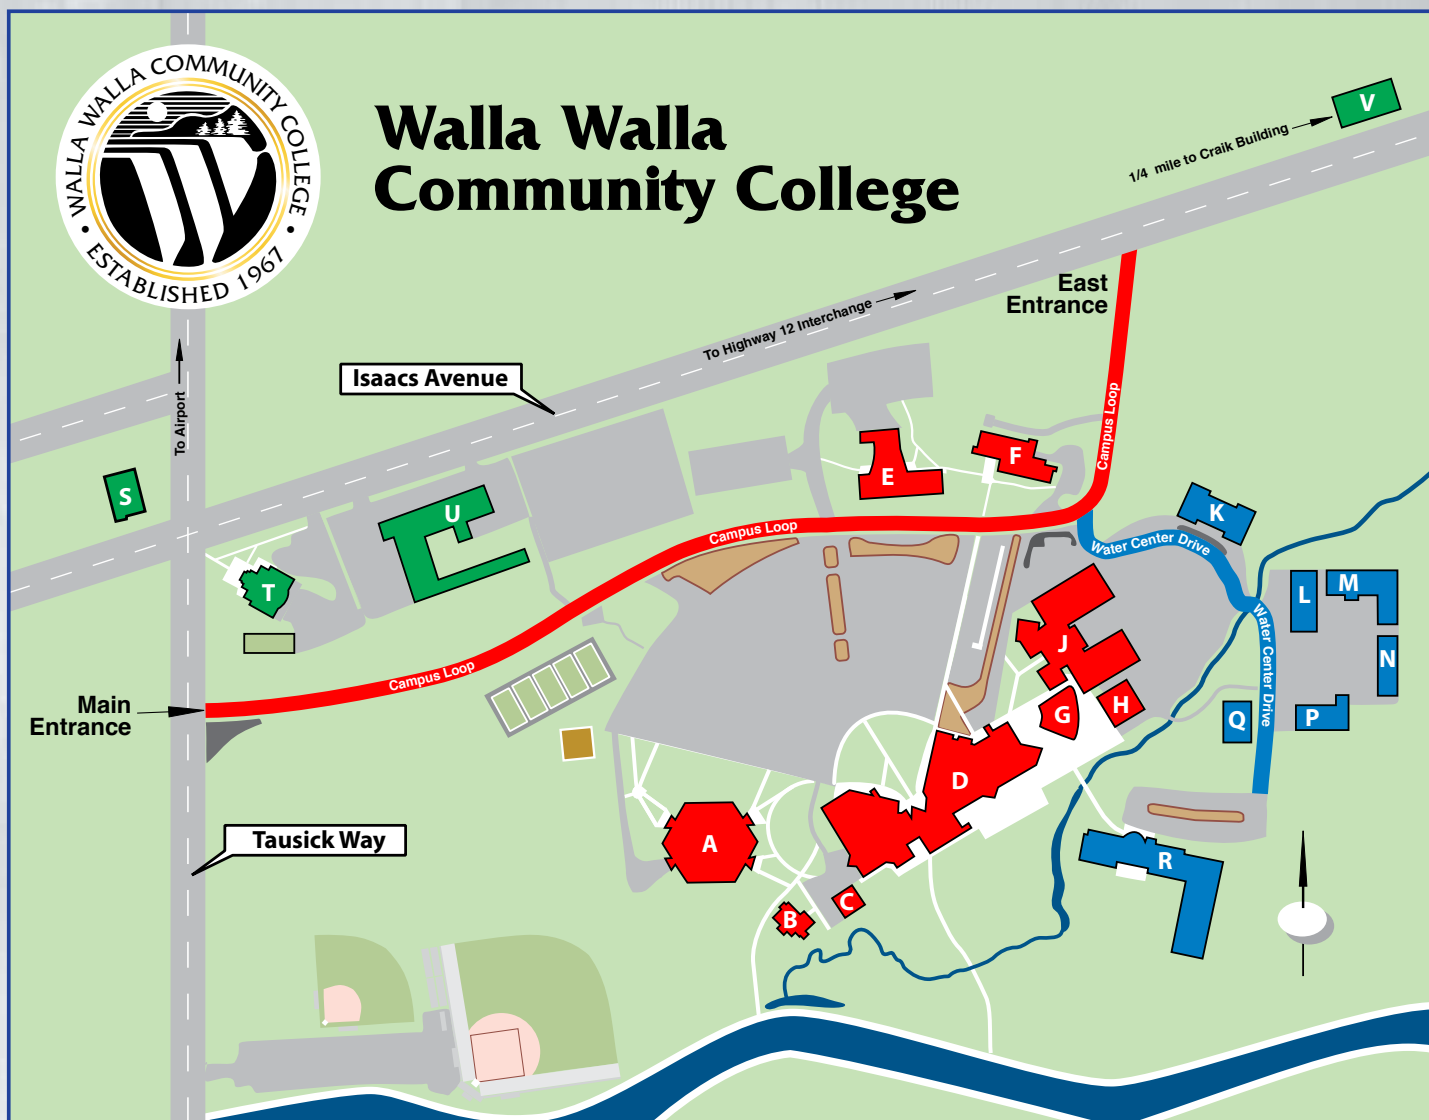 WALLA WALLA COMMUNITY COLLEGE
• ESTABLISHED 1967 •
Walla Walla
Community College
V
1/4 mile to Craik Building
East
Entrance
To Highway 12 Interchange
Isaacs Avenue
To Airport
Campus Loop
S
U
E
F
K
Campus Loop
Water Center Drive
T
L
M
J
N
Water Center Drive
Campus Loop
Main
Entrance
G
H
Q
P
D
Tausick Way
A
R
B
C